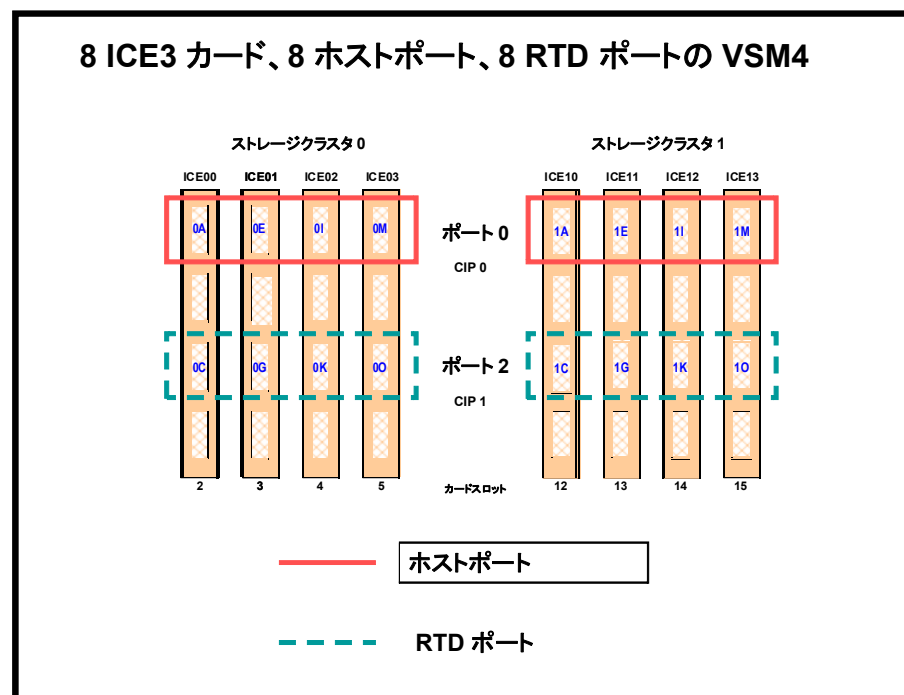 8 ICE3 カード、8 ホストポート、8 RTD ポートの VSM4
ストレージクラスタ 0
ストレージクラスタ 1
ICE00 ICE01 ICE02 ICE03 ICE10 ICE11 ICE12 ICE13
0A 0E 0I 0M ポート 0 1A 1E 1I 1M
CIP 0
0C 0G 0K 0O ポート 2 1C 1G 1K 1O
CIP 1
2 3 4 5 カードスロット 12 13 14 15
ホストポート
RTD ポート